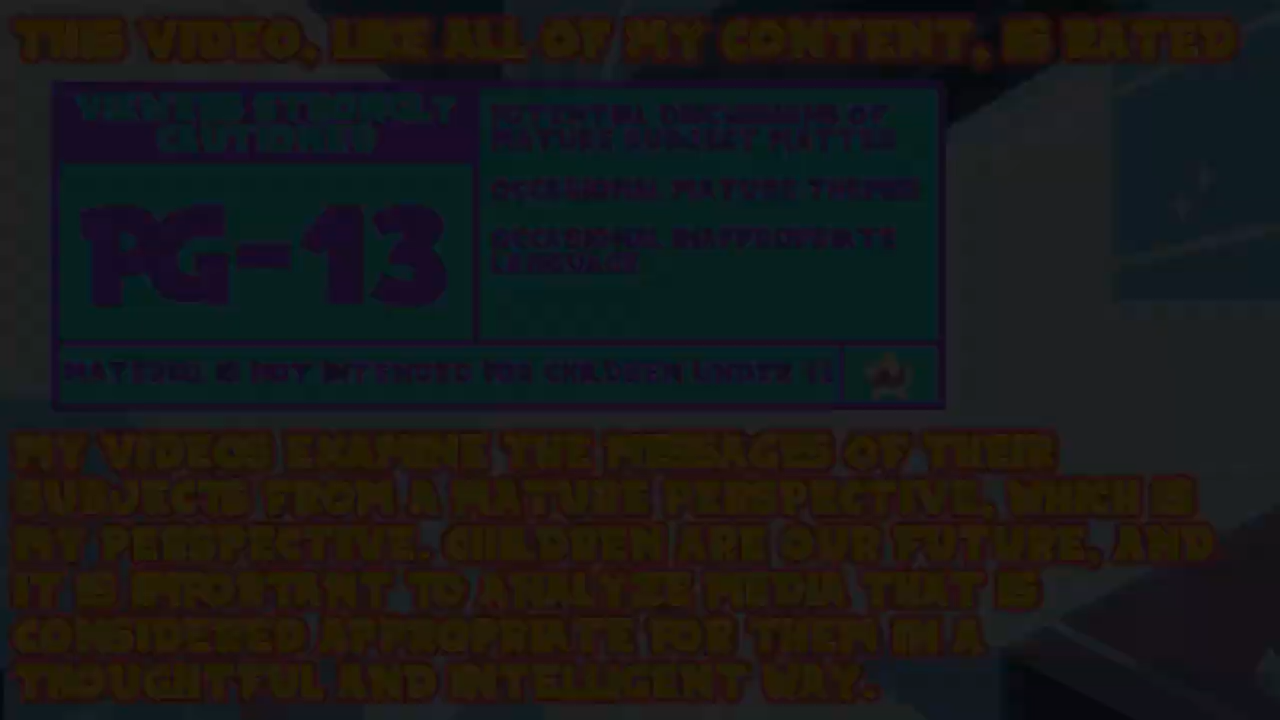 THIS VIDEO, LIKE ALL OF MY CONTENT, IS RATED
VIEWERS STRONGLY
CAUTIONED
PG-13
POTENTIAL DISCUSSIONS OF
MATURE SUBJECT MATTER
OCCASIONAL MATURE THEMES
OCCASIONAL INAPPROPRIATE
LANGUAGE
MATERIAL IS NOT INTENDED FOR CHILDREN UNDER
MY VIDEOS EXAMINE THE MESSAGES OF THEIR
SUBJECTS FROM A MATURE PERSPECTIVE, WHICH IS
MY PERSPECTIVE. CHILDREN ARE OUR FUTURE, AND
IT IS IMPORTANT TO ANALYZE MEDIA THAT IS
CONSIDERED APPROPRIATE FOR THEM IN A
THOUGHTFUL AND INTELLIGENT WAY.